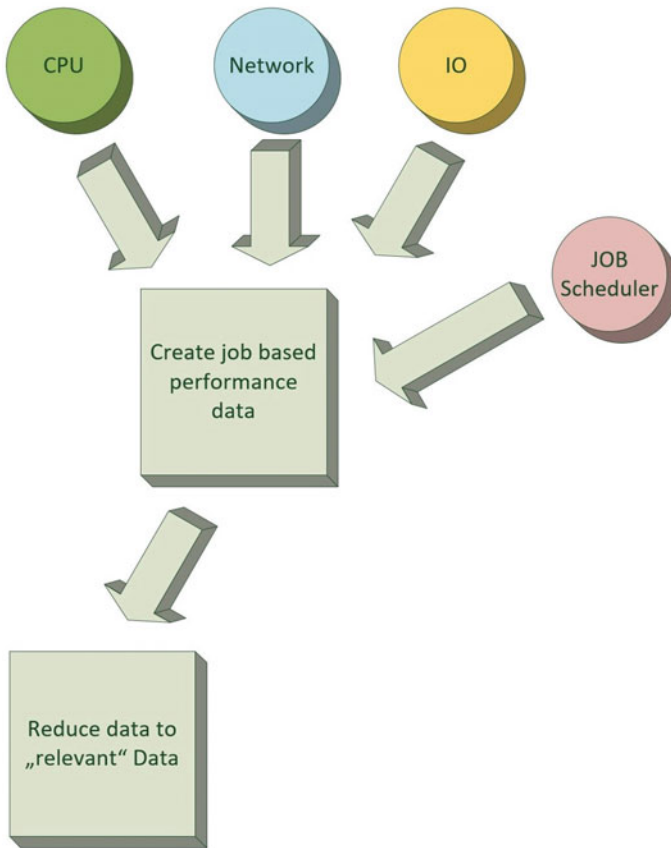 CPU
Network
IO
JOB
Scheduler
Create job based
performance
data
Reduce data to
„relevant“ Data